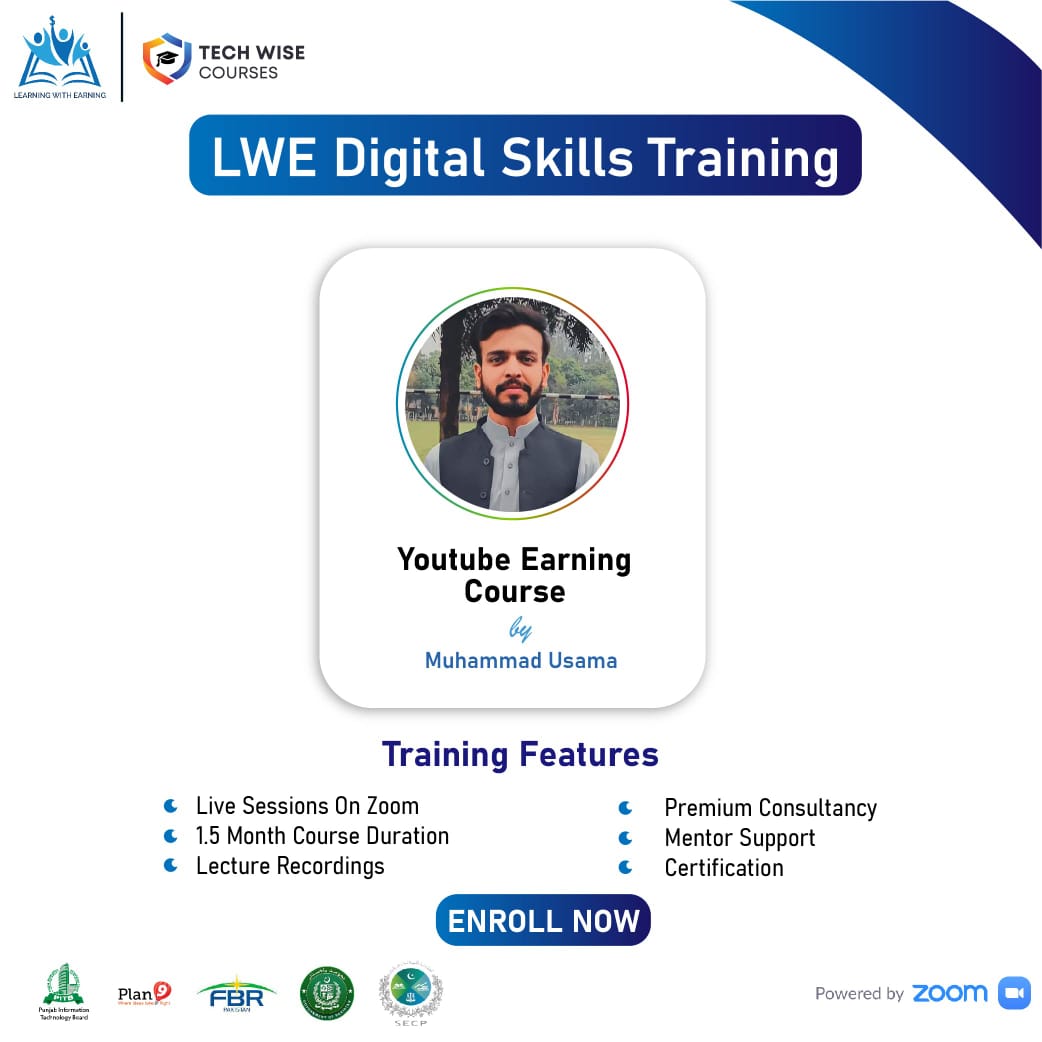 LEARNING WITH EARNING
TECH WISE
COURSES
LWE Digital Skills Training
Youtube Earning
Course
by
Muhammad Usama
Training Features
Live Sessions On Zoom
1.5 Month Course Duration
Lecture Recordings
Premium Consultancy
Mentor Support
Certification
ENROLL NOW
PITB
Punjab Information
Technology Board
Plan9
FBR
PAKISTAN
SECP
Powered by zoom